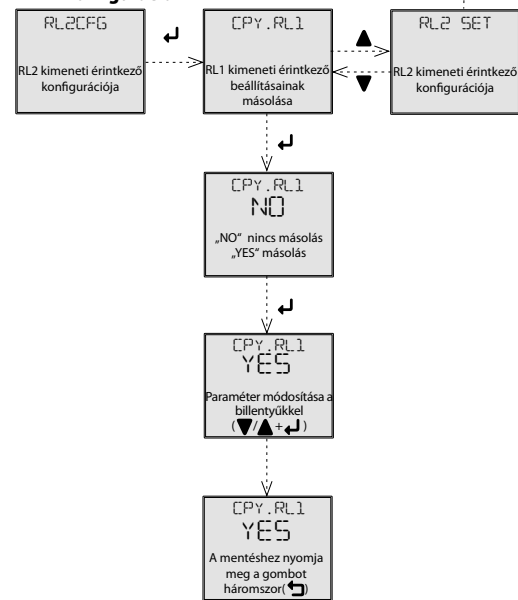 RL2CFG
RL2 kimeneti érintkező
konfigurációja
CPY.RL1
RL1 kimeneti érintkező
beállításainak
másolása
RL2 SET
RL2 kimeneti érintkező
konfigurációja
CPY.RL1
NO
„NO“ nincs másolás
„YES“ másolás
CPY.RL1
YES
Paraméter módosítása a
billentyűkkel
(▼/▲+↵)
CPY.RL1
YES
A mentéshez nyomja
meg a gombot
háromszor(⮌)